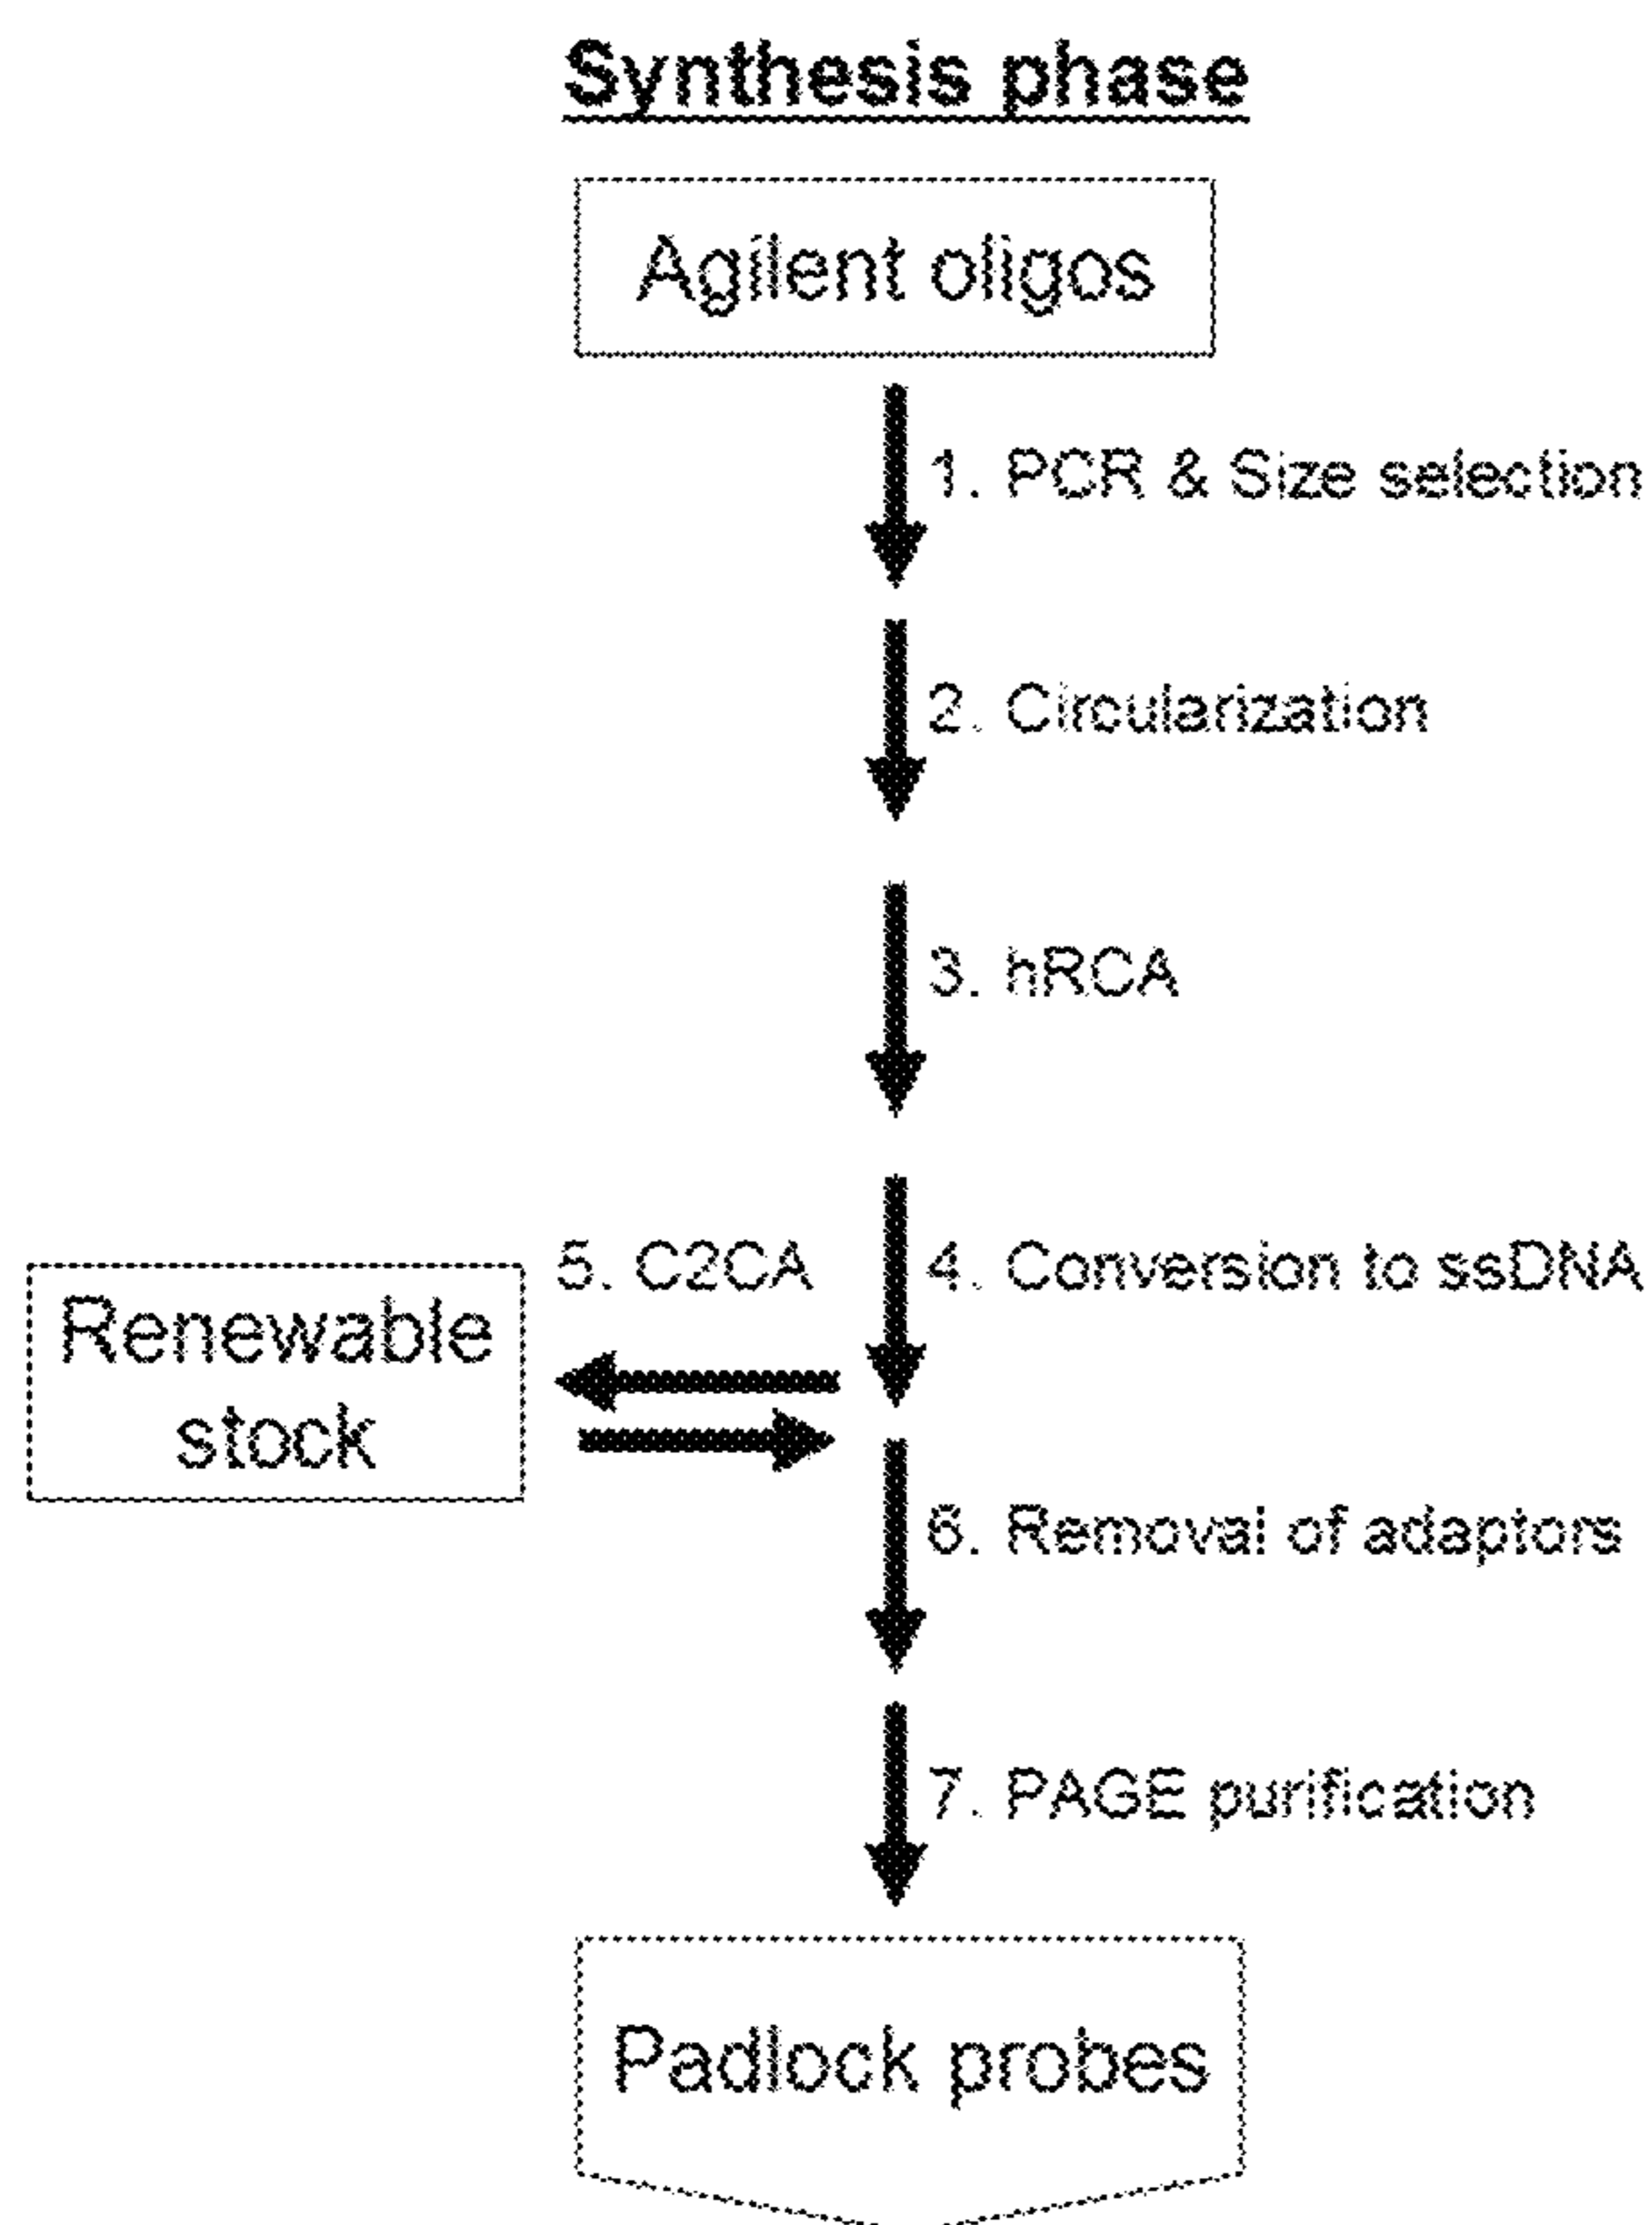 Synthesis phase
Agilent oligos
1. PCR & Size selection
2. Circularization
3. hRCA
5. C2CA
4. Conversion to ssDNA
Renewable
stock
6. Removal of adaptors
7. PAGE purification
Padlock probes